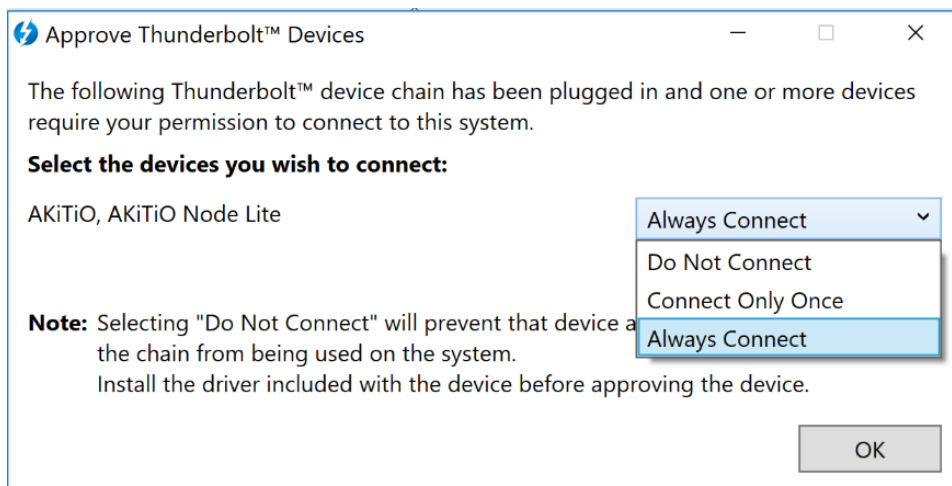 Approve Thunderbolt™ Devices
The following Thunderbolt™ device chain has been plugged in and one or more devices
require your permission to connect to this system.
Select the devices you wish to connect:
AKiTiO, AKiTiO Node Lite
Always Connect
Do Not Connect
Connect Only Once
Always Connect
Note: Selecting "Do Not Connect" will prevent that device a
the chain from being used on the system.
Install the driver included with the device before approving the device.
OK